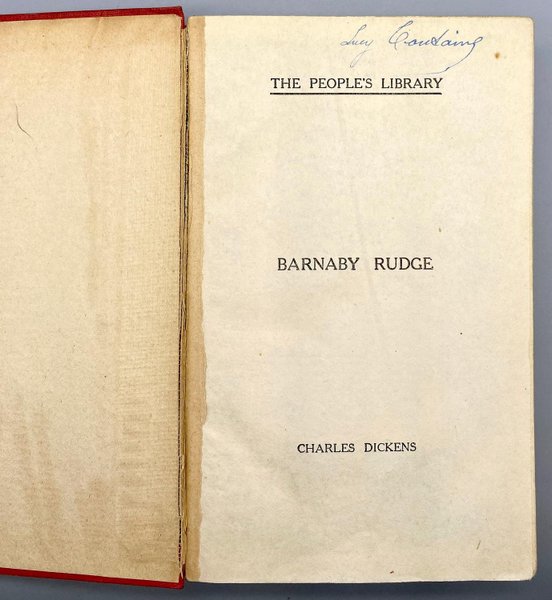 Lucy
THE PEOPLE'S LIBRARY
BARNABY RUDGE
CHARLES DICKENS